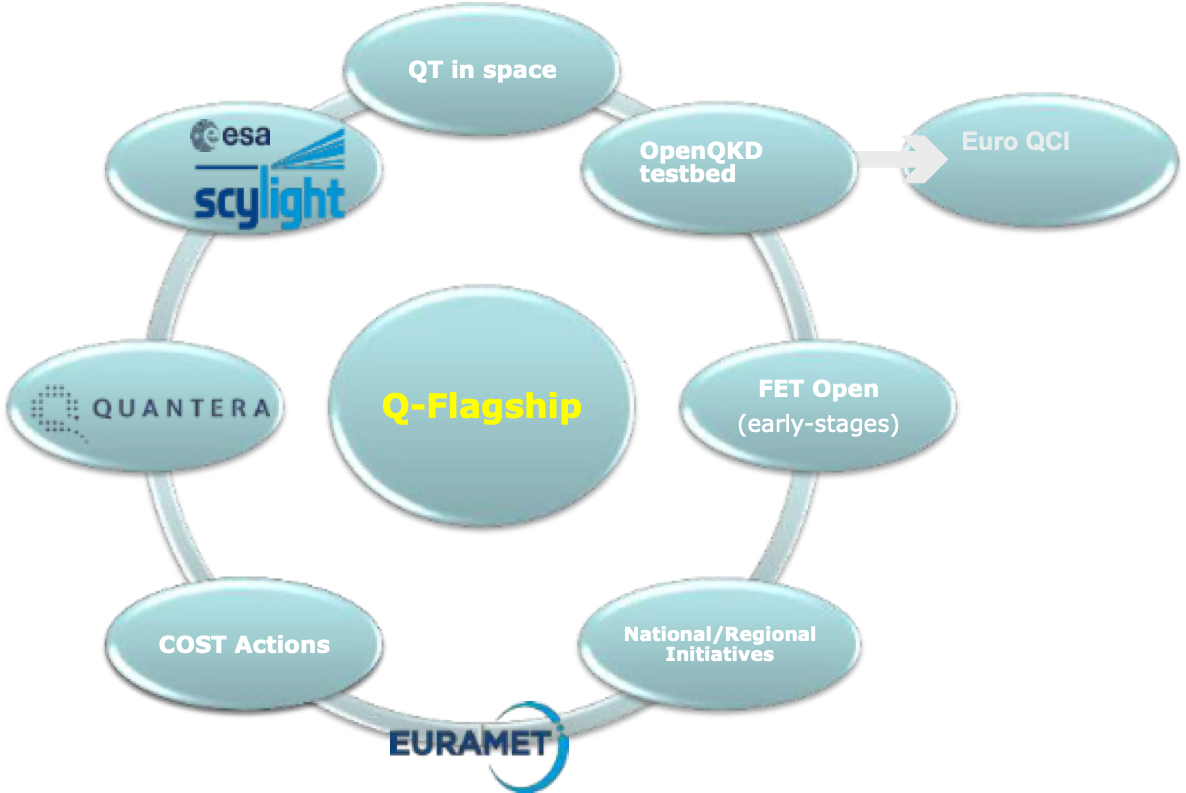 QT in space
esa
scylight
OpenQKD
testbed
Euro QCI
QUANTERA
Q-Flagship
FET Open
(early-stages)
COST Actions
National/Regional
Initiatives
EURAMET